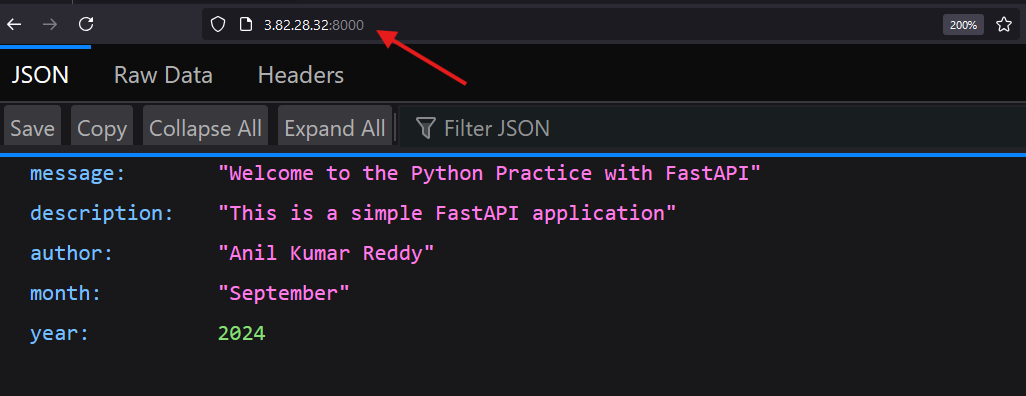 3.82.28.32:8000 200%
JSON Raw Data Headers
Save Copy Collapse All Expand All Filter JSON
message: "Welcome to the Python Practice with FastAPI"
description: "This is a simple FastAPI application"
author: "Anil Kumar Reddy"
month: "September"
year: 2024